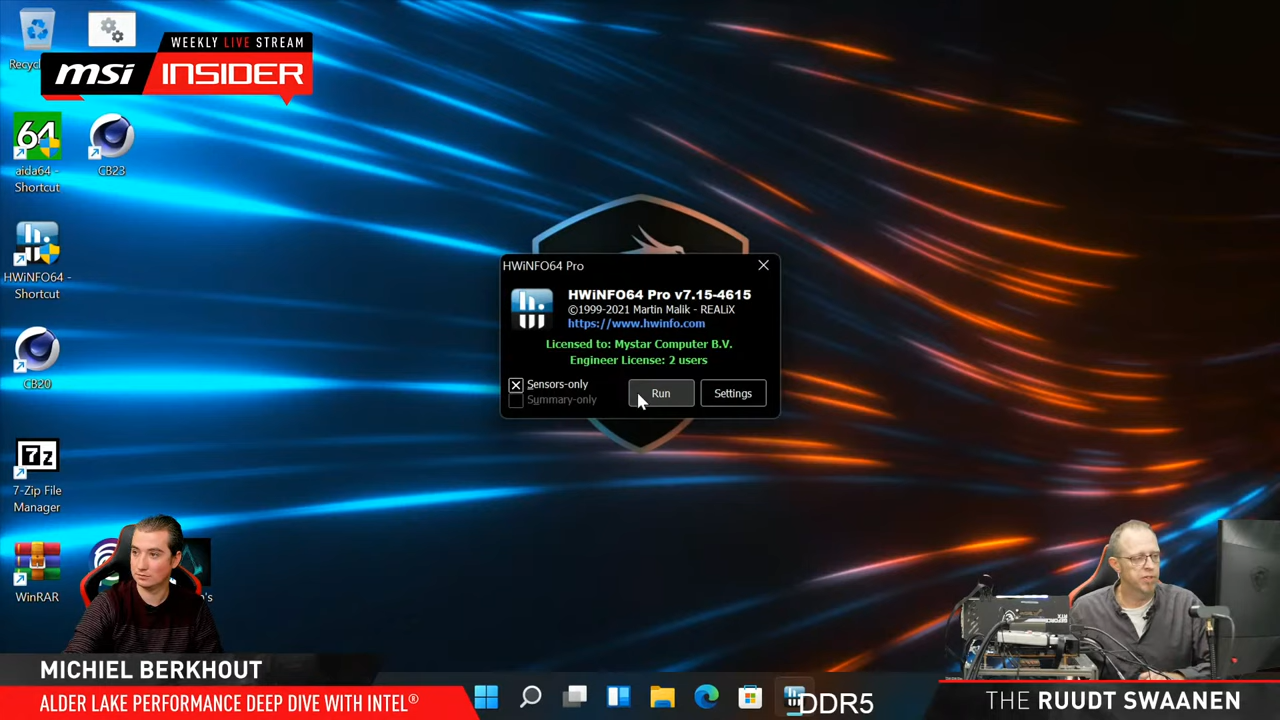 WEEKLY LIVE STREAM
msi INSIDER
Recyc
64
aida64 -
Shortcut
CB23
HWiNFO64 -
Shortcut
CB20
7z
7-Zip File
Manager
WinRAR
's
HWiNFO64 Pro
HWiNFO64 Pro v7.15-4615
©1999-2021 Martin Malik - REALiX
https://www.hwinfo.com
Licensed to: Mystar Computer B.V.
Engineer License: 2 users
Sensors-only
Summary-only
Run
Settings
GEFORCE RTX
MICHIEL BERKHOUT
ALDER LAKE PERFORMANCE DEEP DIVE WITH INTEL®
DDR5
THE RUUDT SWAANEN